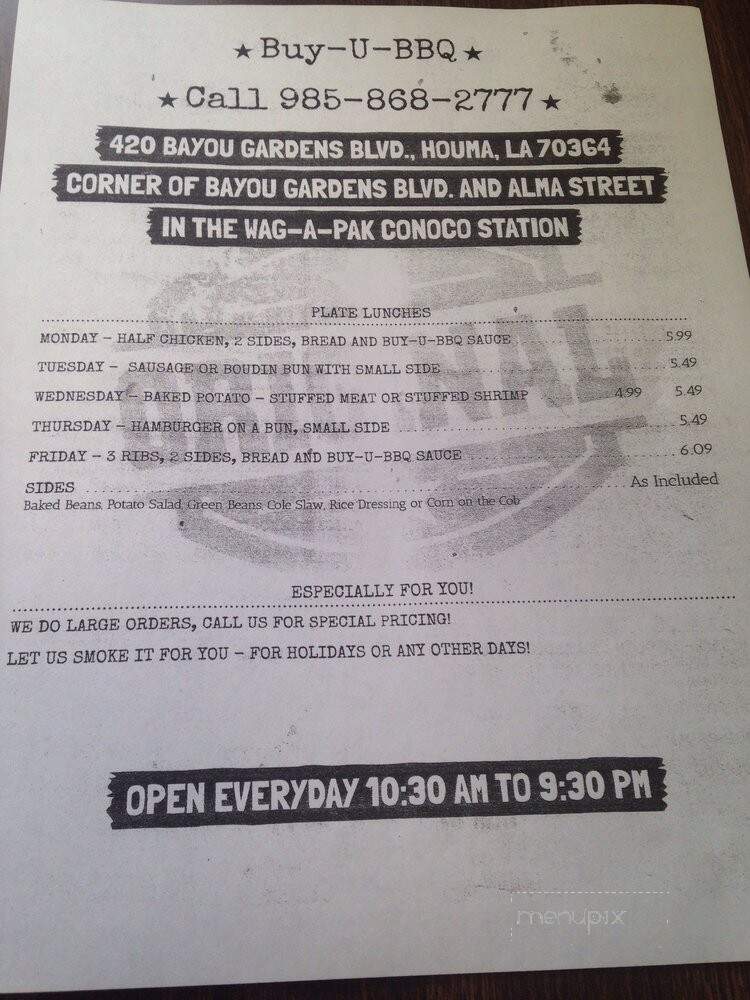 ★ Buy-U-BBQ ★
★ Call 985-868-2777 ★
420 BAYOU GARDENS BLVD., HOUMA, LA 70364
CORNER OF BAYOU GARDENS BLVD. AND ALMA STREET
IN THE WAG-A-PAK CONOCO STATION
ORIGINAL
PLATE LUNCHES
MONDAY – HALF CHICKEN, 2 SIDES, BREAD AND BUY-U-BBQ SAUCE 5.99
TUESDAY – SAUSAGE OR BOUDIN BUN WITH SMALL SIDE 5.49
WEDNESDAY – BAKED POTATO – STUFFED MEAT OR STUFFED SHRIMP 4.99 5.49
THURSDAY – HAMBURGER ON A BUN, SMALL SIDE 5.49
FRIDAY – 3 RIBS, 2 SIDES, BREAD AND BUY-U-BBQ SAUCE 6.09
SIDES As Included
Baked Beans, Potato Salad, Green Beans, Cole Slaw, Rice Dressing or Corn on the Cob
ESPECIALLY FOR YOU!
WE DO LARGE ORDERS, CALL US FOR SPECIAL PRICING!
LET US SMOKE IT FOR YOU – FOR HOLIDAYS OR ANY OTHER DAYS!
OPEN EVERYDAY 10:30 AM TO 9:30 PM
menupix